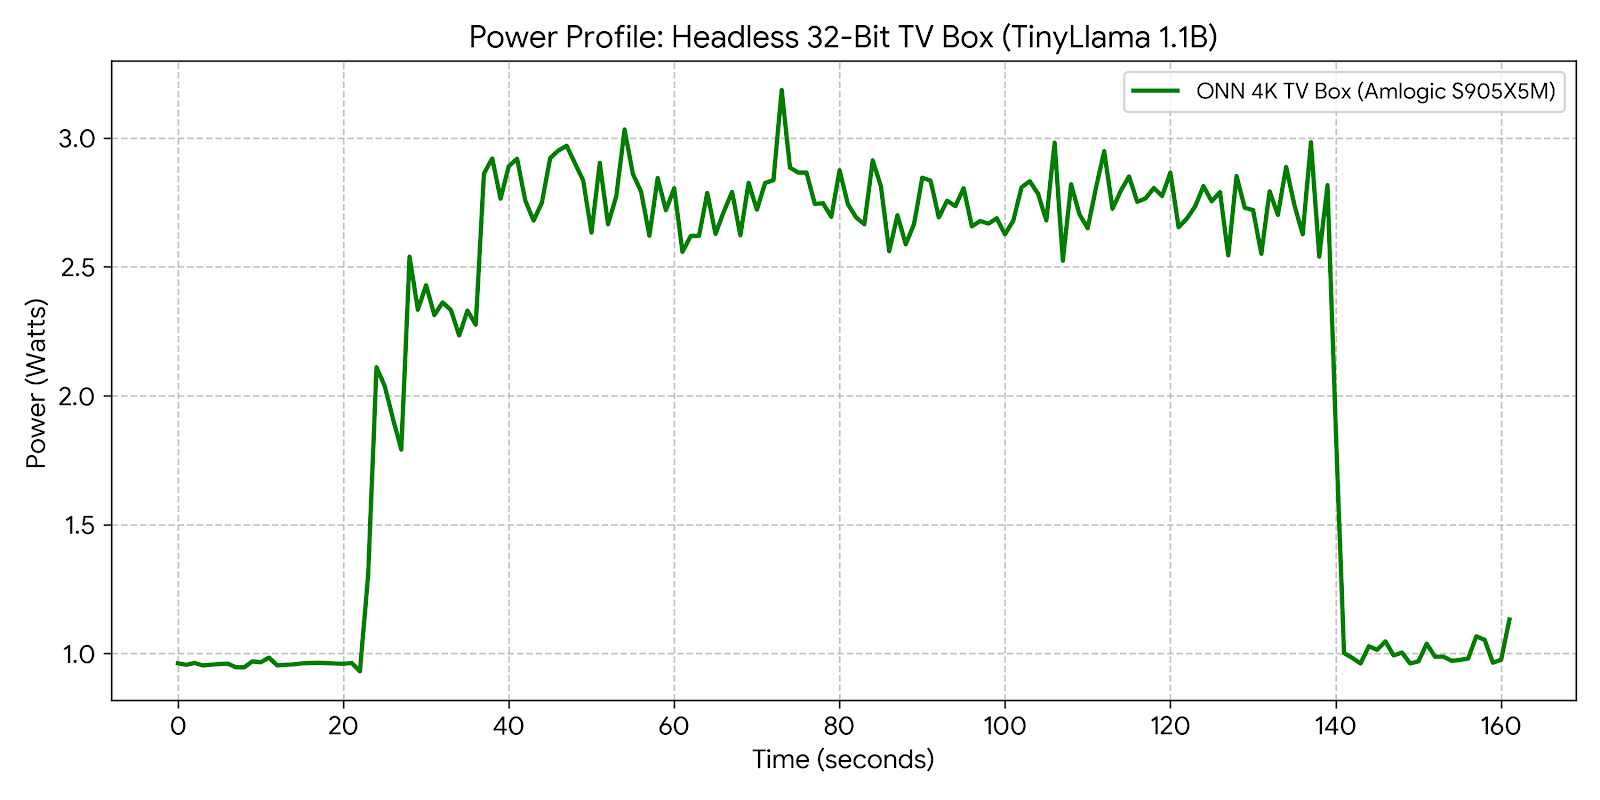 Power Profile: Headless 32-Bit TV Box (TinyLlama 1.1B)
ONN 4K TV Box (Amlogic S905X5M)
Power (Watts)
3.0
2.5
2.0
1.5
1.0
0 20 40 60 80 100 120 140 160
Time (seconds)